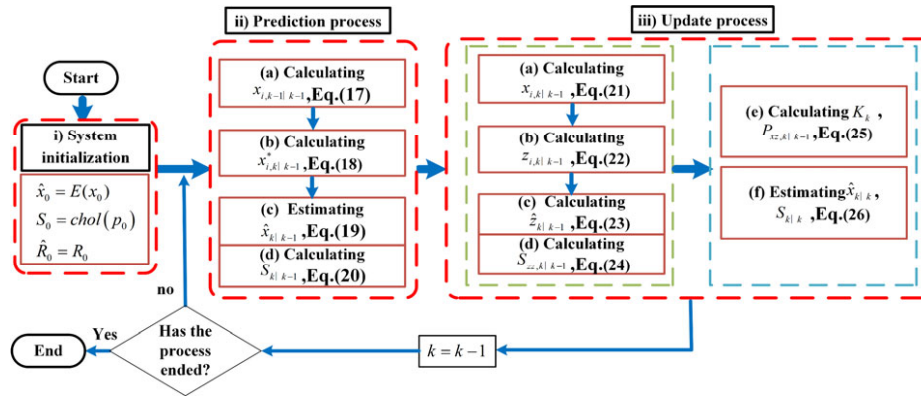 Start
i) System
initialization
x̂₀ = E(x₀)
S₀ = chol(p₀)
R̂₀ = R₀
ii) Prediction process
(a) Calculating
x_{i,k-1| k-1},Eq.(17)
(b) Calculating
x*_{i,k| k-1},Eq.(18)
(c) Estimating
x̂_{k| k-1},Eq.(19)
(d) Calculating
S_{k| k-1},Eq.(20)
iii) Update process
(a) Calculating
x_{i,k| k-1},Eq.(21)
(b) Calculating
z_{i,k| k-1},Eq.(22)
(c) Calculating
ẑ_{k| k-1},Eq.(23)
(d) Calculating
S_{zz,k| k-1},Eq.(24)
(e) Calculating K_k ,
P_{xz,k| k-1},Eq.(25)
(f) Estimating x̂_{k| k},
S_{k| k} ,Eq.(26)
no
Yes
End
Has the
process
ended?
k = k-1